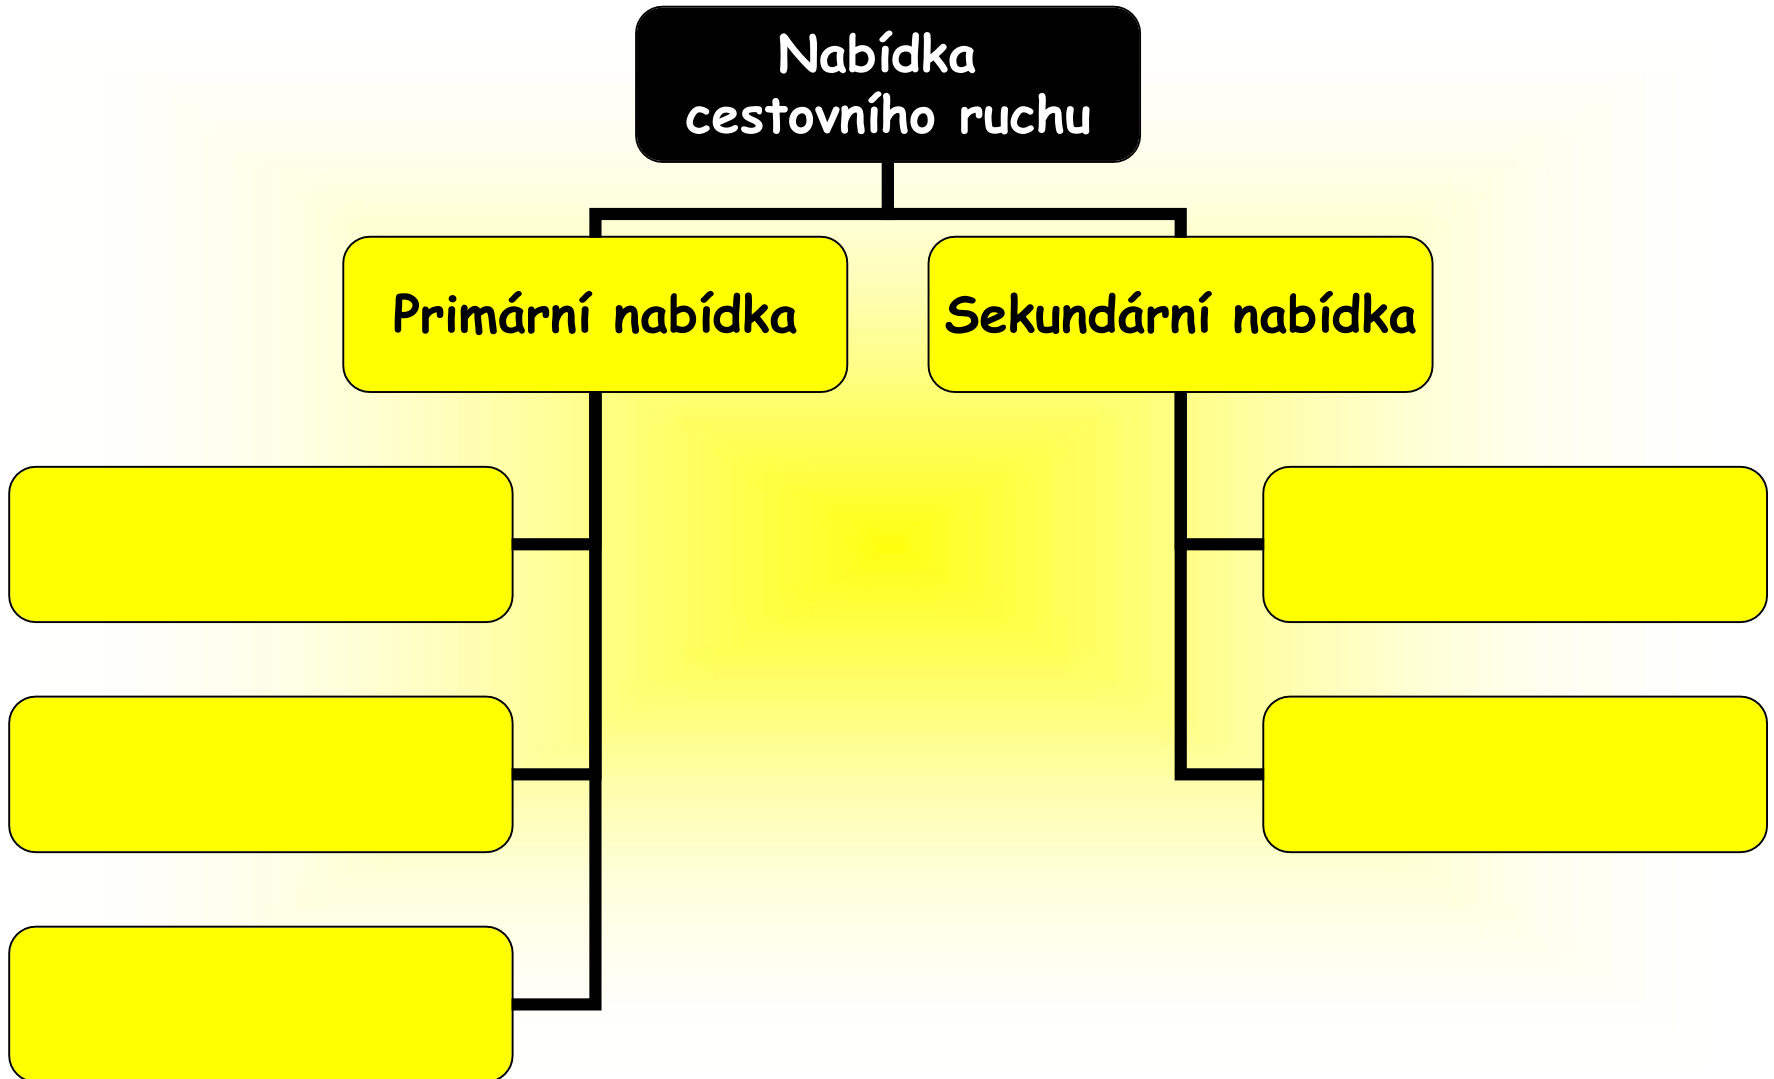 Nabídka
cestovního ruchu
Primární nabídka
Sekundární nabídka